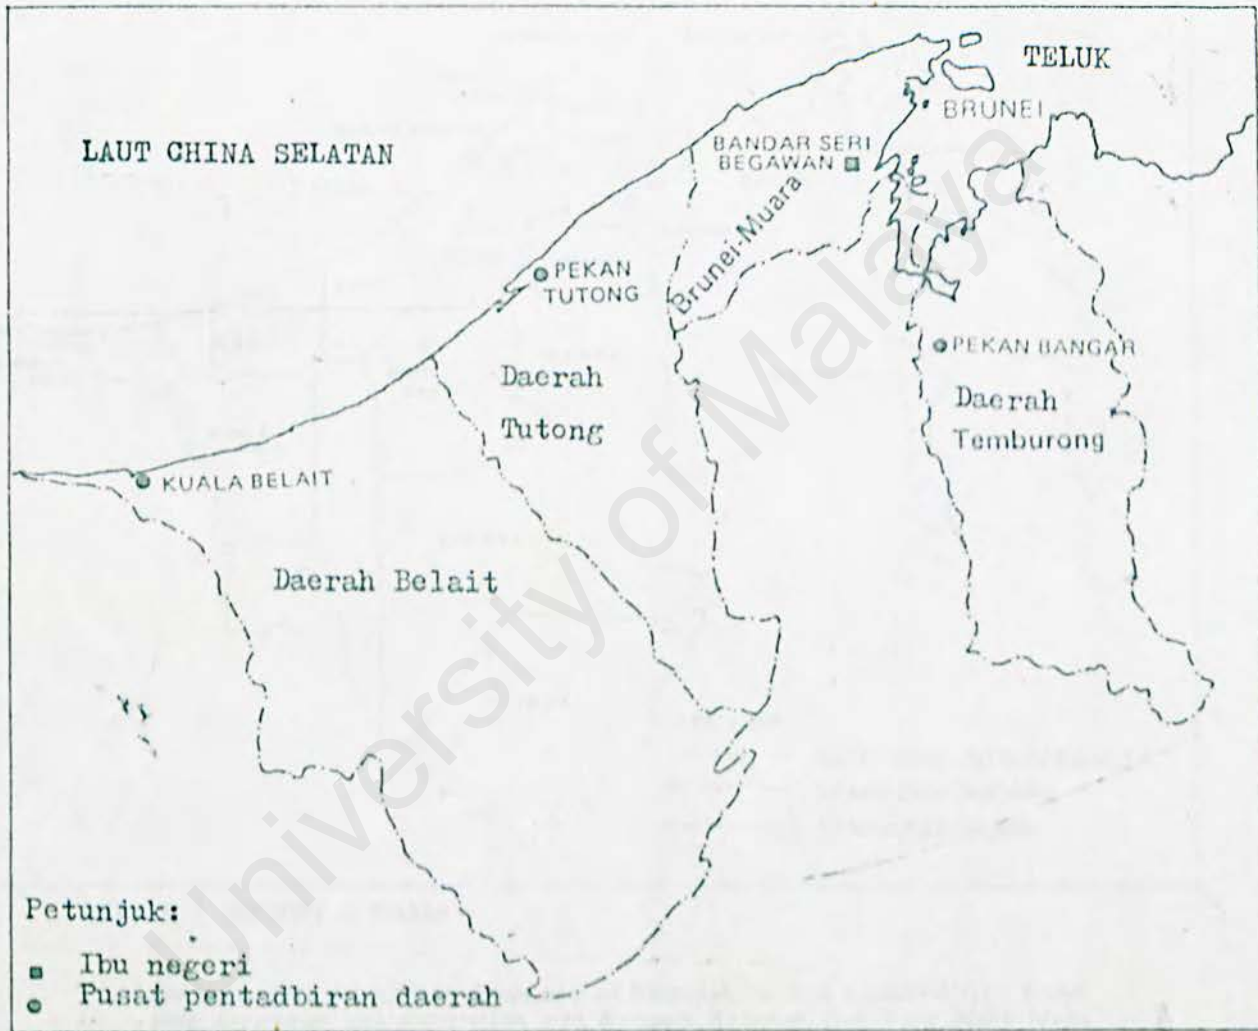 TELUK
BRUNEI
LAUT CHINA SELATAN
BANDAR SERI
BEGAWAN
Brunei-Muara
PEKAN
TUTONG
PEKAN BANGAR
Daerah
Tutong
Daerah
Temburong
KUALA BELAIT
Daerah Belait
Petunjuk:
Ibu negeri
Pusat pentadbiran daerah
University of Malaya